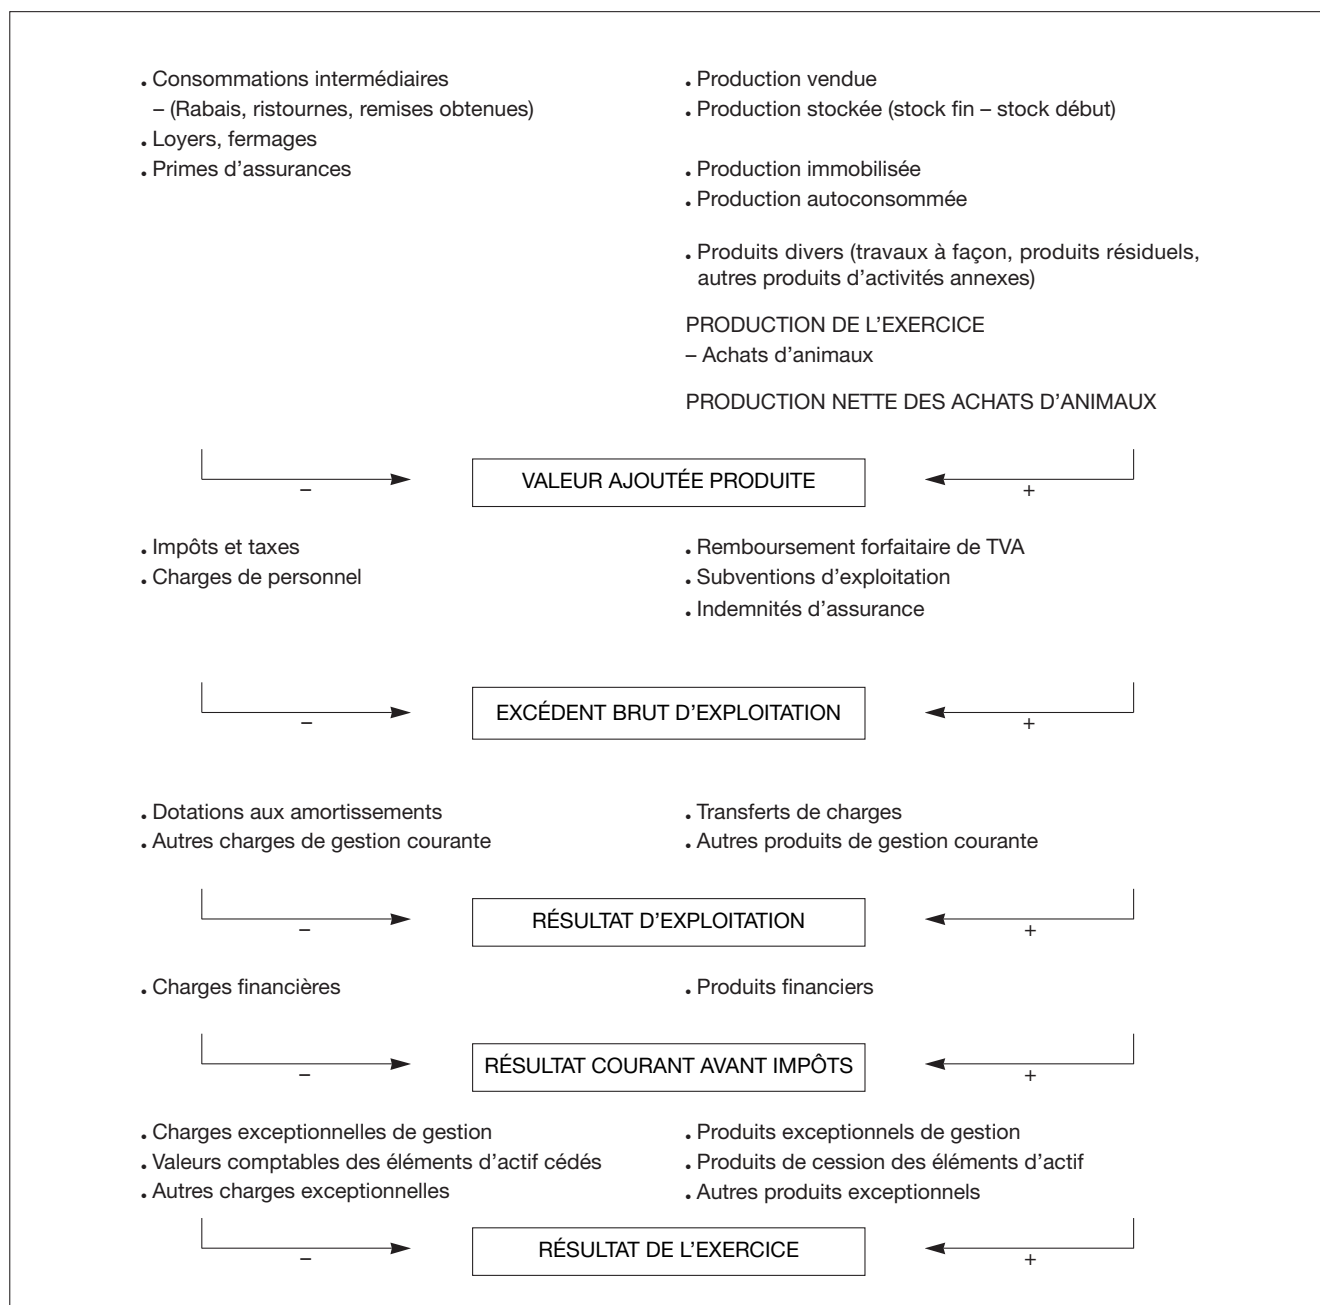 . Consommations intermédiaires
– (Rabais, ristournes, remises obtenues)
. Loyers, fermages
. Primes d’assurances
. Production vendue
. Production stockée (stock fin – stock début)
. Production immobilisée
. Production autoconsommée
. Produits divers (travaux à façon, produits résiduels,
autres produits d’activités annexes)
PRODUCTION DE L’EXERCICE
– Achats d’animaux
PRODUCTION NETTE DES ACHATS D’ANIMAUX
–
VALEUR AJOUTÉE PRODUITE
+
. Impôts et taxes
. Charges de personnel
. Remboursement forfaitaire de TVA
. Subventions d’exploitation
. Indemnités d’assurance
–
EXCÉDENT BRUT D’EXPLOITATION
+
. Dotations aux amortissements
. Autres charges de gestion courante
. Transferts de charges
. Autres produits de gestion courante
–
RÉSULTAT D’EXPLOITATION
+
. Charges financières
. Produits financiers
–
RÉSULTAT COURANT AVANT IMPÔTS
+
. Charges exceptionnelles de gestion
. Valeurs comptables des éléments d’actif cédés
. Autres charges exceptionnelles
. Produits exceptionnels de gestion
. Produits de cession des éléments d’actif
. Autres produits exceptionnels
–
RÉSULTAT DE L’EXERCICE
+